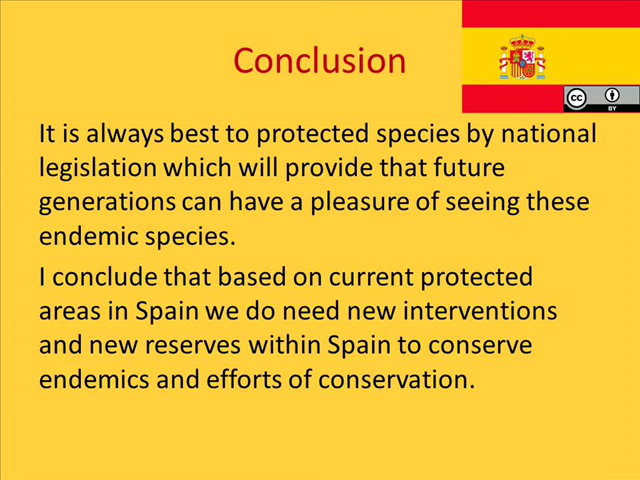 Conclusion
cc
BY
It is always best to protected species by national
legislation which will provide that future
generations can have a pleasure of seeing these
endemic species.
I conclude that based on current protected
areas in Spain we do need new interventions
and new reserves within Spain to conserve
endemics and efforts of conservation.